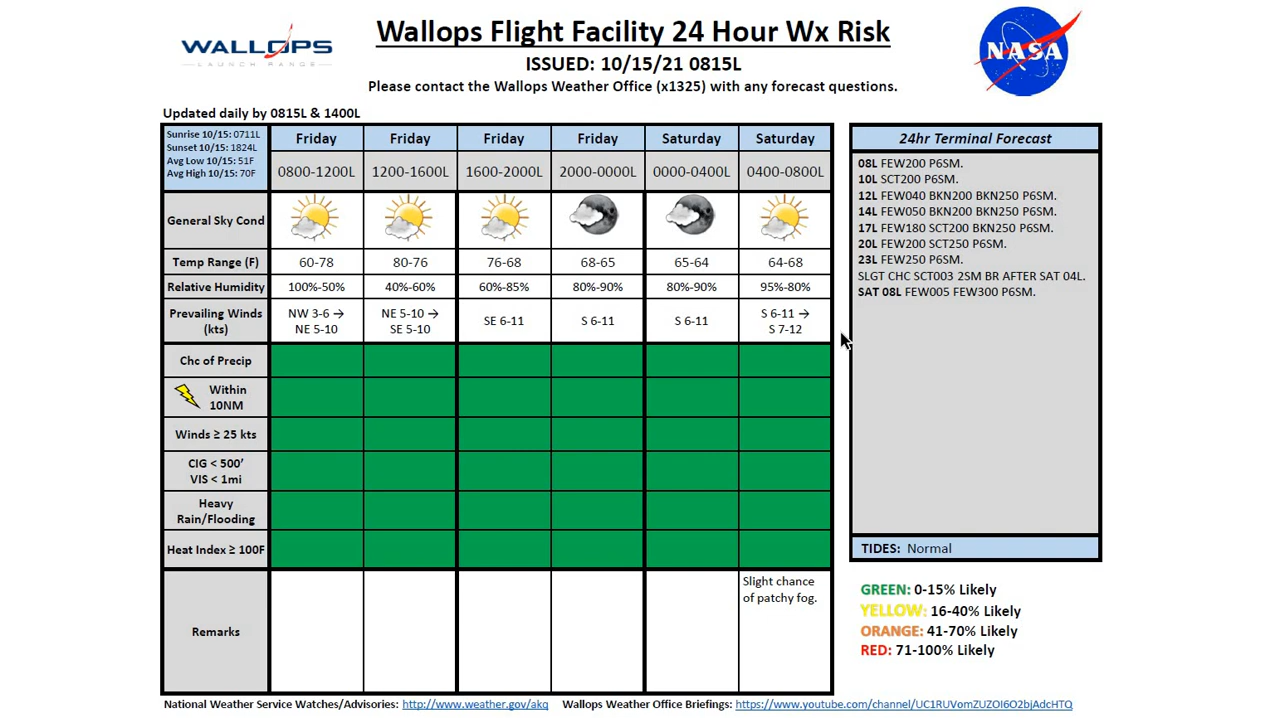 WALLOPS
LAUNCH RANGE
Wallops Flight Facility 24 Hour Wx Risk
ISSUED: 10/15/21 0815L
Please contact the Wallops Weather Office (x1325) with any forecast questions.
NASA
Updated daily by 0815L & 1400L
Sunrise 10/15: 0711L
Sunset 10/15: 1824L
Avg Low 10/15: 51F
Avg High 10/15: 70F
Friday Friday Friday Friday Saturday Saturday
0800-1200L 1200-1600L 1600-2000L 2000-0000L 0000-0400L 0400-0800L
General Sky Cond
Temp Range (F) 60-78 80-76 76-68 68-65 65-64 64-68
Relative Humidity 100%-50% 40%-60% 60%-85% 80%-90% 80%-90% 95%-80%
Prevailing Winds (kts)
NW 3-6 →
NE 5-10
NE 5-10 →
SE 5-10
SE 6-11
S 6-11
S 6-11
S 6-11 →
S 7-12
Chc of Precip
Within
10NM
Winds ≥ 25 kts
CIG < 500’
VIS < 1mi
Heavy
Rain/Flooding
Heat Index ≥ 100F
Remarks
Slight chance
of patchy fog.
24hr Terminal Forecast
08L FEW200 P6SM.
10L SCT200 P6SM.
12L FEW040 BKN200 BKN250 P6SM.
14L FEW050 BKN200 BKN250 P6SM.
17L FEW180 SCT200 BKN250 P6SM.
20L FEW200 SCT250 P6SM.
23L FEW250 P6SM.
SLGT CHC SCT003 2SM BR AFTER SAT 04L.
SAT 08L FEW005 FEW300 P6SM.
TIDES: Normal
GREEN: 0-15% Likely
YELLOW: 16-40% Likely
ORANGE: 41-70% Likely
RED: 71-100% Likely
National Weather Service Watches/Advisories: http://www.weather.gov/akq Wallops Weather Office Briefings: https://www.youtube.com/channel/UC1RUVomZUZOI6O2bjAdcHTQ